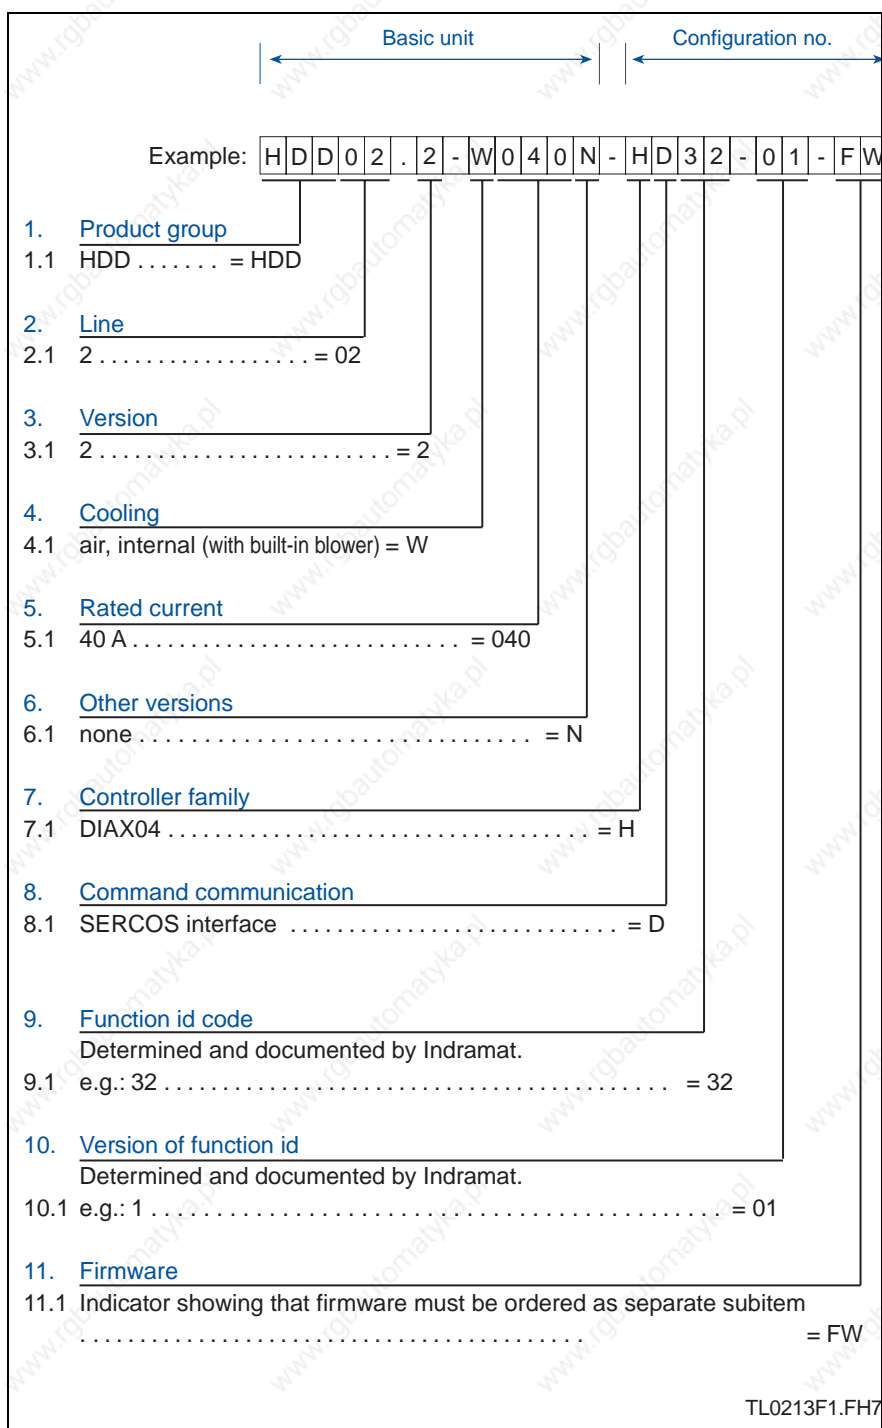 Basic unit Configuration no.
Example: HDD02.2-W040N-HD32-01-FW
1. Product group
1.1 HDD . . . . . . . = HDD
2. Line
2.1 2 . . . . . . . . . . . . . . . . . . = 02
3. Version
3.1 2 . . . . . . . . . . . . . . . . . . . . . . . . . = 2
4. Cooling
4.1 air, internal (with built-in blower) = W
5. Rated current
5.1 40 A . . . . . . . . . . . . . . . . . . . . . . . . . . . . = 040
6. Other versions
6.1 none . . . . . . . . . . . . . . . . . . . . . . . . . . . . . . . . . = N
7. Controller family
7.1 DIAX04 . . . . . . . . . . . . . . . . . . . . . . . . . . . . . . . . . . . . = H
8. Command communication
8.1 SERCOS interface . . . . . . . . . . . . . . . . . . . . . . . . . . . . = D
9. Function id code
Determined and documented by Indramat.
9.1 e.g.: 32 . . . . . . . . . . . . . . . . . . . . . . . . . . . . . . . . . . . . . . . . . . . = 32
10. Version of function id
Determined and documented by Indramat.
10.1 e.g.: 1 . . . . . . . . . . . . . . . . . . . . . . . . . . . . . . . . . . . . . . . . . . . . . . . . = 01
11. Firmware
11.1 Indicator showing that firmware must be ordered as separate subitem
. . . . . . . . . . . . . . . . . . . . . . . . . . . . . . . . . . . . . . . . . . . = FW
TL0213F1.FH7
www.rgbautomatyka.pl